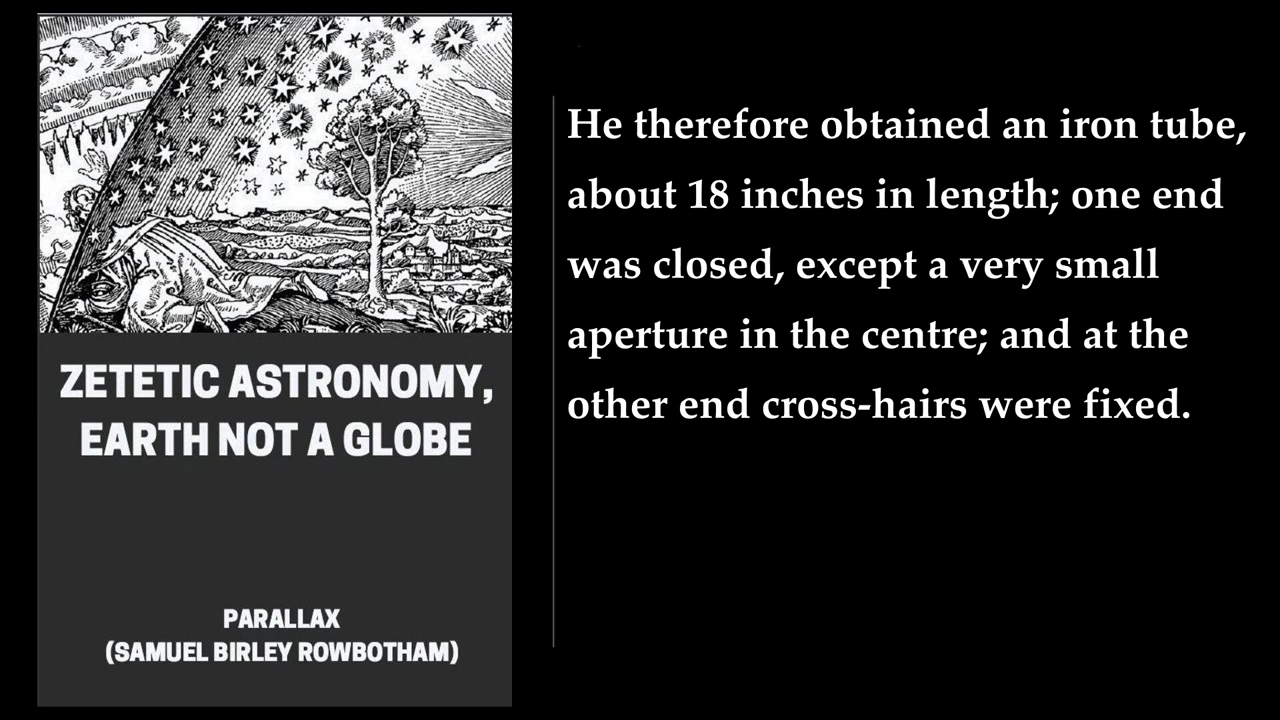 ZETETIC ASTRONOMY,
EARTH NOT A GLOBE
PARALLAX
(SAMUEL BIRLEY ROWBOTHAM)
He therefore obtained an iron tube,
about 18 inches in length; one end
was closed, except a very small
aperture in the centre; and at the
other end cross-hairs were fixed.